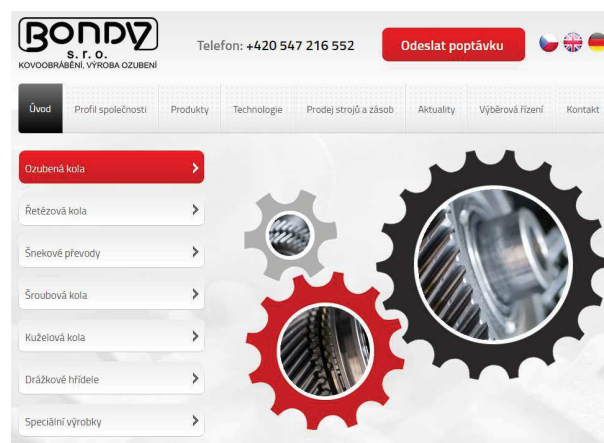 BONDY
s. r. o.
KOVOOBRÁBĚNÍ, VÝROBA OZUBENÍ
Telefon: +420 547 216 552
Odeslat poptávku
Úvod
Profil společnosti
Produkty
Technologie
Prodej strojů a zásob
Aktuality
Výběrová řízení
Kontakt
Ozubená kola
Řetězová kola
Šnekové převody
Šroubová kola
Kuželová kola
Drážkové hřídele
Speciální výrobky